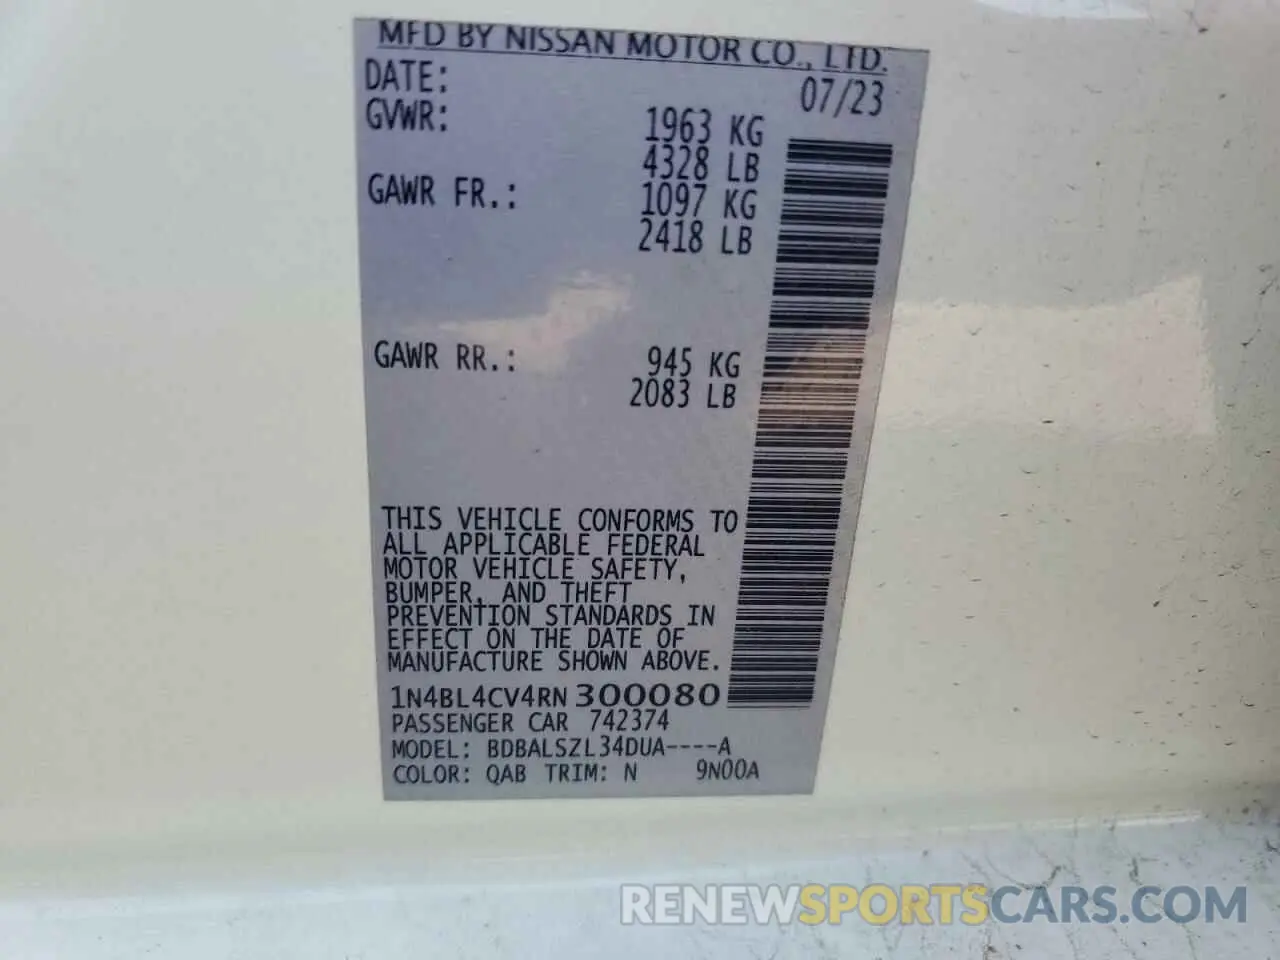 MFD BY NISSAN MOTOR CO., LTD.
DATE: 07/23
GVWR: 1963 KG
4328 LB
GAWR FR.: 1097 KG
2418 LB
GAWR RR.: 945 KG
2083 LB
THIS VEHICLE CONFORMS TO
ALL APPLICABLE FEDERAL
MOTOR VEHICLE SAFETY,
BUMPER, AND THEFT
PREVENTION STANDARDS IN
EFFECT ON THE DATE OF
MANUFACTURE SHOWN ABOVE.
1N4BL4CV4RN300080
PASSENGER CAR 742374
MODEL: BDBALSZL34DUA----A
COLOR: QAB TRIM: N 9N00A
RENEWSPORTSCARS.COM